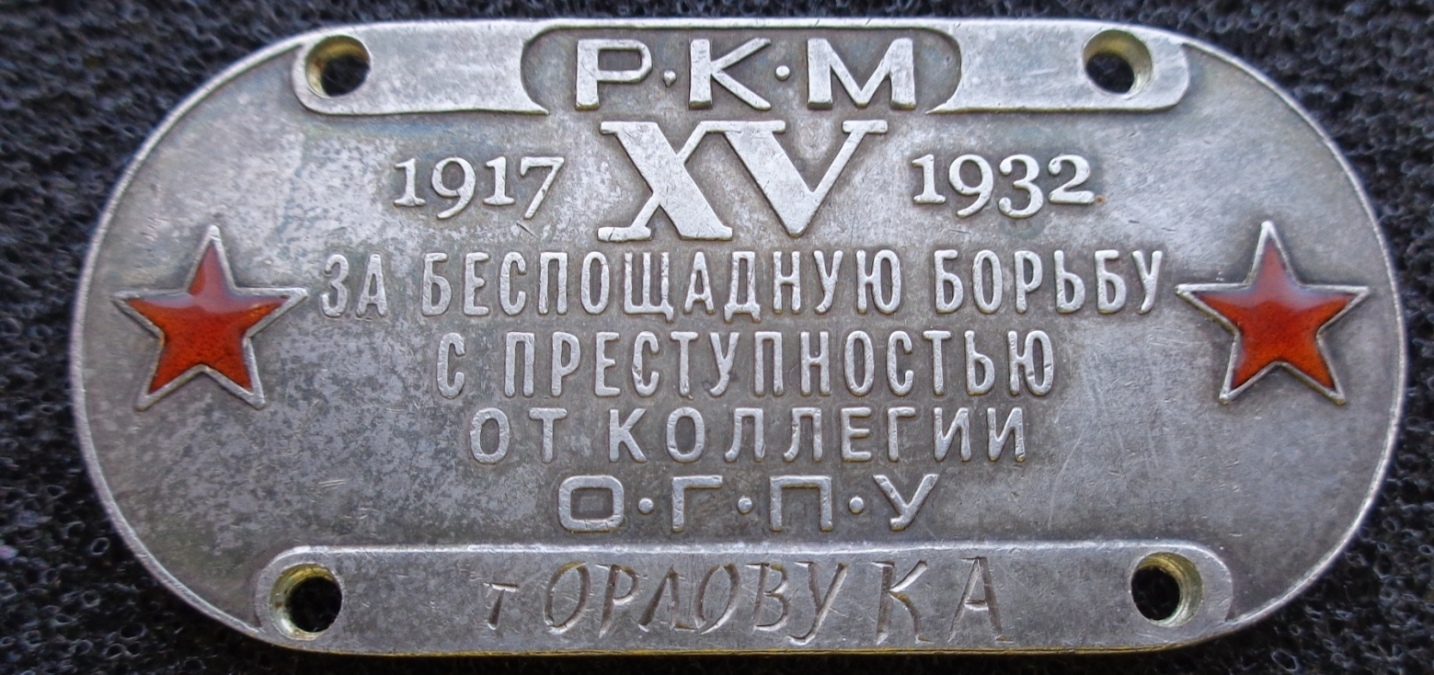 Р·К·М
1917 XV 1932
ЗА БЕСПОЩАДНУЮ БОРЬБУ
С ПРЕСТУПНОСТЬЮ
ОТ КОЛЛЕГИИ
О·Г·П·У
т ОРЛОВУ К А